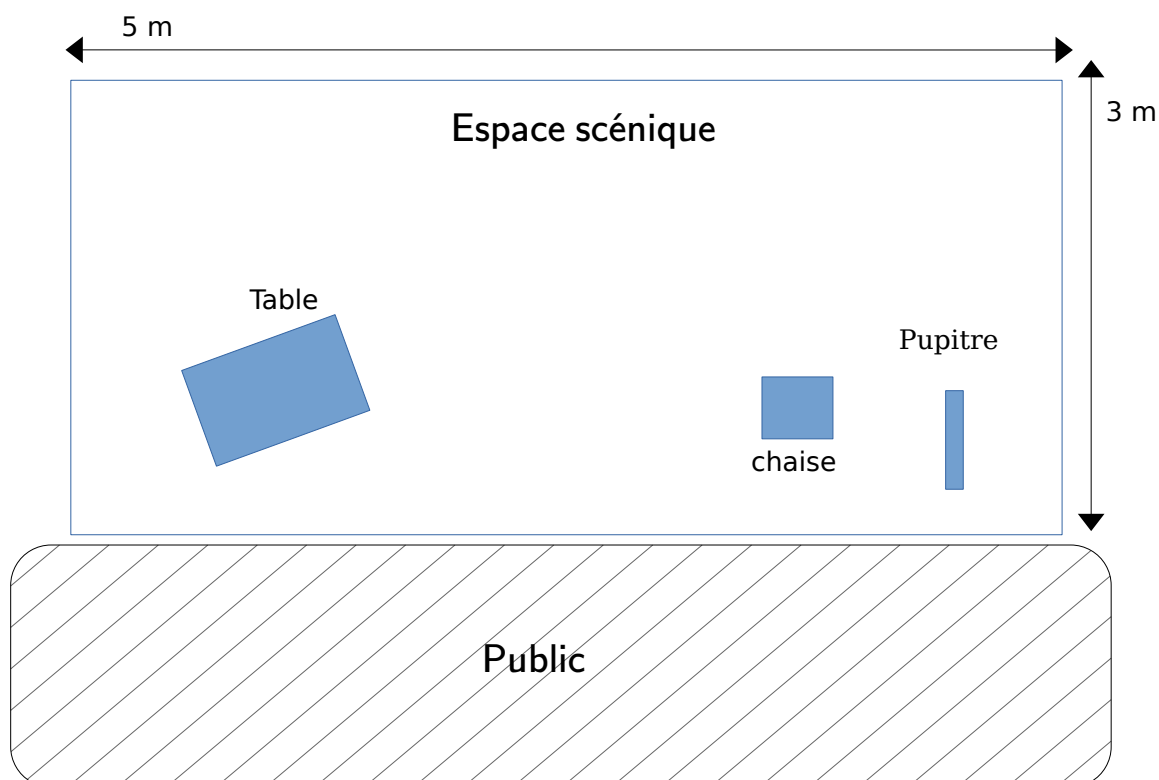 5 m
3 m
Espace scénique
Table
Pupitre
chaise
Public